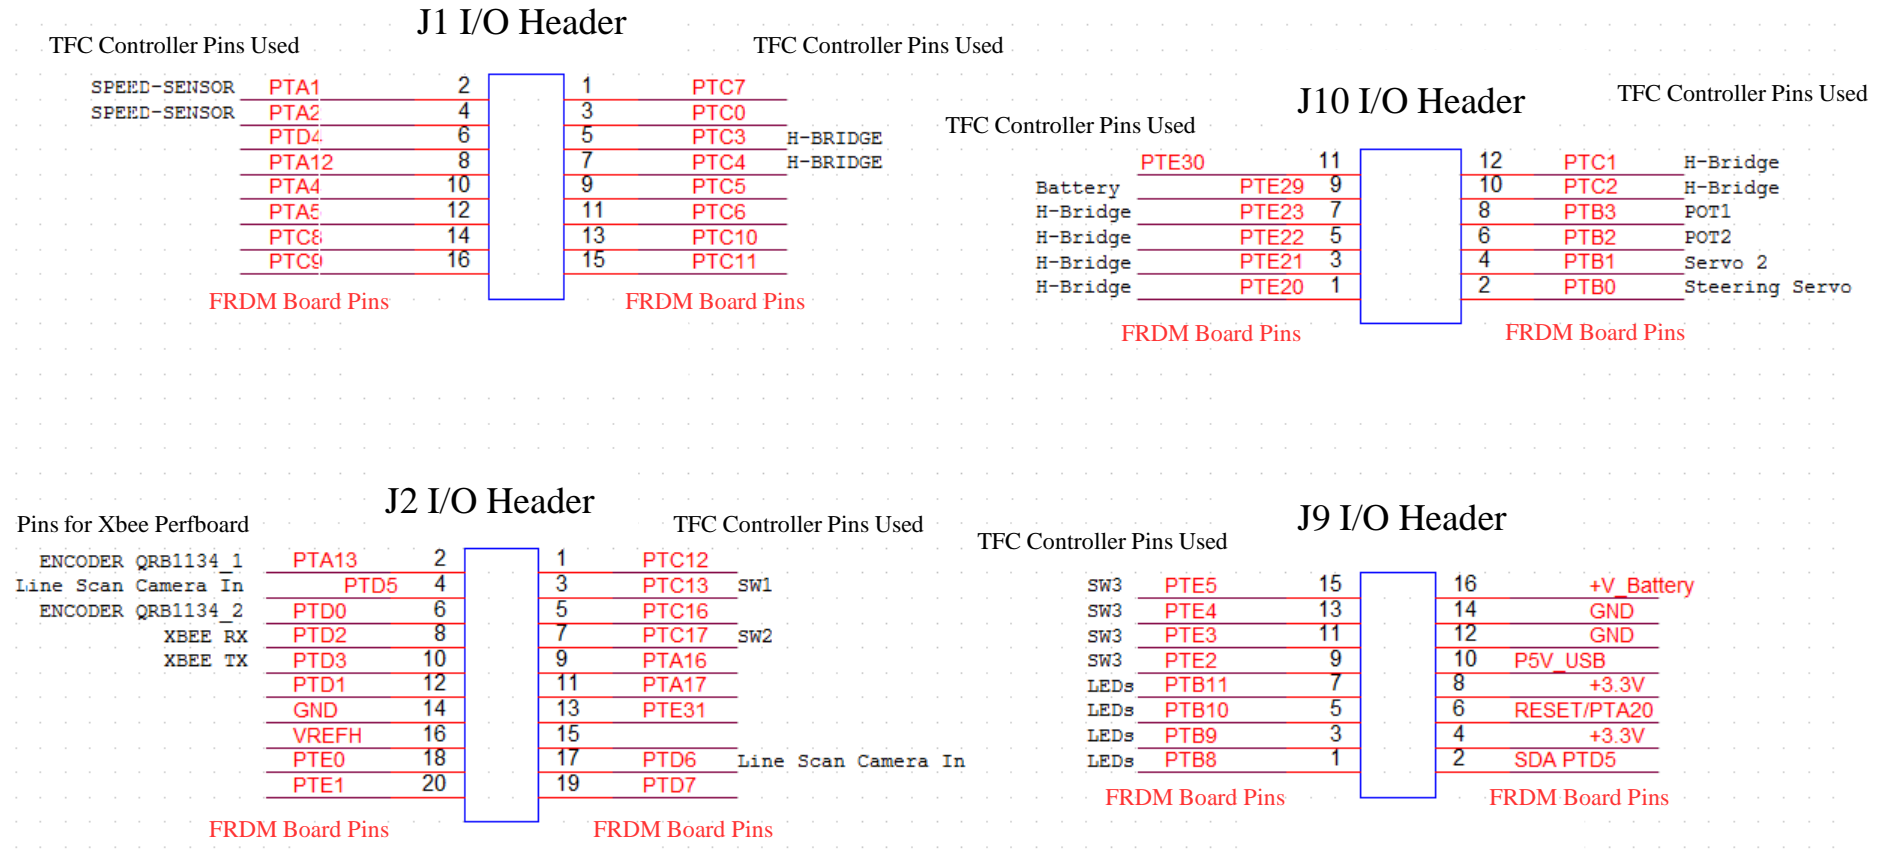 J1 I/O Header
TFC Controller Pins Used TFC Controller Pins Used
SPEED-SENSOR PTA1 2 1 PTC7
SPEED-SENSOR PTA2 4 3 PTC0
PTD4 6 5 PTC3 H-BRIDGE
PTA12 8 7 PTC4 H-BRIDGE
PTA4 10 9 PTC5
PTA5 12 11 PTC6
PTC8 14 13 PTC10
PTC9 16 15 PTC11
FRDM Board Pins FRDM Board Pins
J10 I/O Header
TFC Controller Pins Used TFC Controller Pins Used
PTE30 11 12 PTC1 H-Bridge
Battery PTE29 9 10 PTC2 H-Bridge
H-Bridge PTE23 7 8 PTB3 POT1
H-Bridge PTE22 5 6 PTB2 POT2
H-Bridge PTE21 3 4 PTB1 Servo 2
H-Bridge PTE20 1 2 PTB0 Steering Servo
FRDM Board Pins FRDM Board Pins
J2 I/O Header
Pins for Xbee Perfboard TFC Controller Pins Used
ENCODER QRB1134_1 PTA13 2 1 PTC12
Line Scan Camera In PTD5 4 3 PTC13 SW1
ENCODER QRB1134_2 PTD0 6 5 PTC16
XBEE RX PTD2 8 7 PTC17 SW2
XBEE TX PTD3 10 9 PTA16
PTD1 12 11 PTA17
GND 14 13 PTE31
VREFH 16 15
PTE0 18 17 PTD6 Line Scan Camera In
PTE1 20 19 PTD7
FRDM Board Pins FRDM Board Pins
J9 I/O Header
TFC Controller Pins Used
SW3 PTE5 15 16 +V_Battery
SW3 PTE4 13 14 GND
SW3 PTE3 11 12 GND
SW3 PTE2 9 10 P5V_USB
LEDs PTB11 7 8 +3.3V
LEDs PTB10 5 6 RESET/PTA20
LEDs PTB9 3 4 +3.3V
LEDs PTB8 1 2 SDA PTD5
FRDM Board Pins FRDM Board Pins